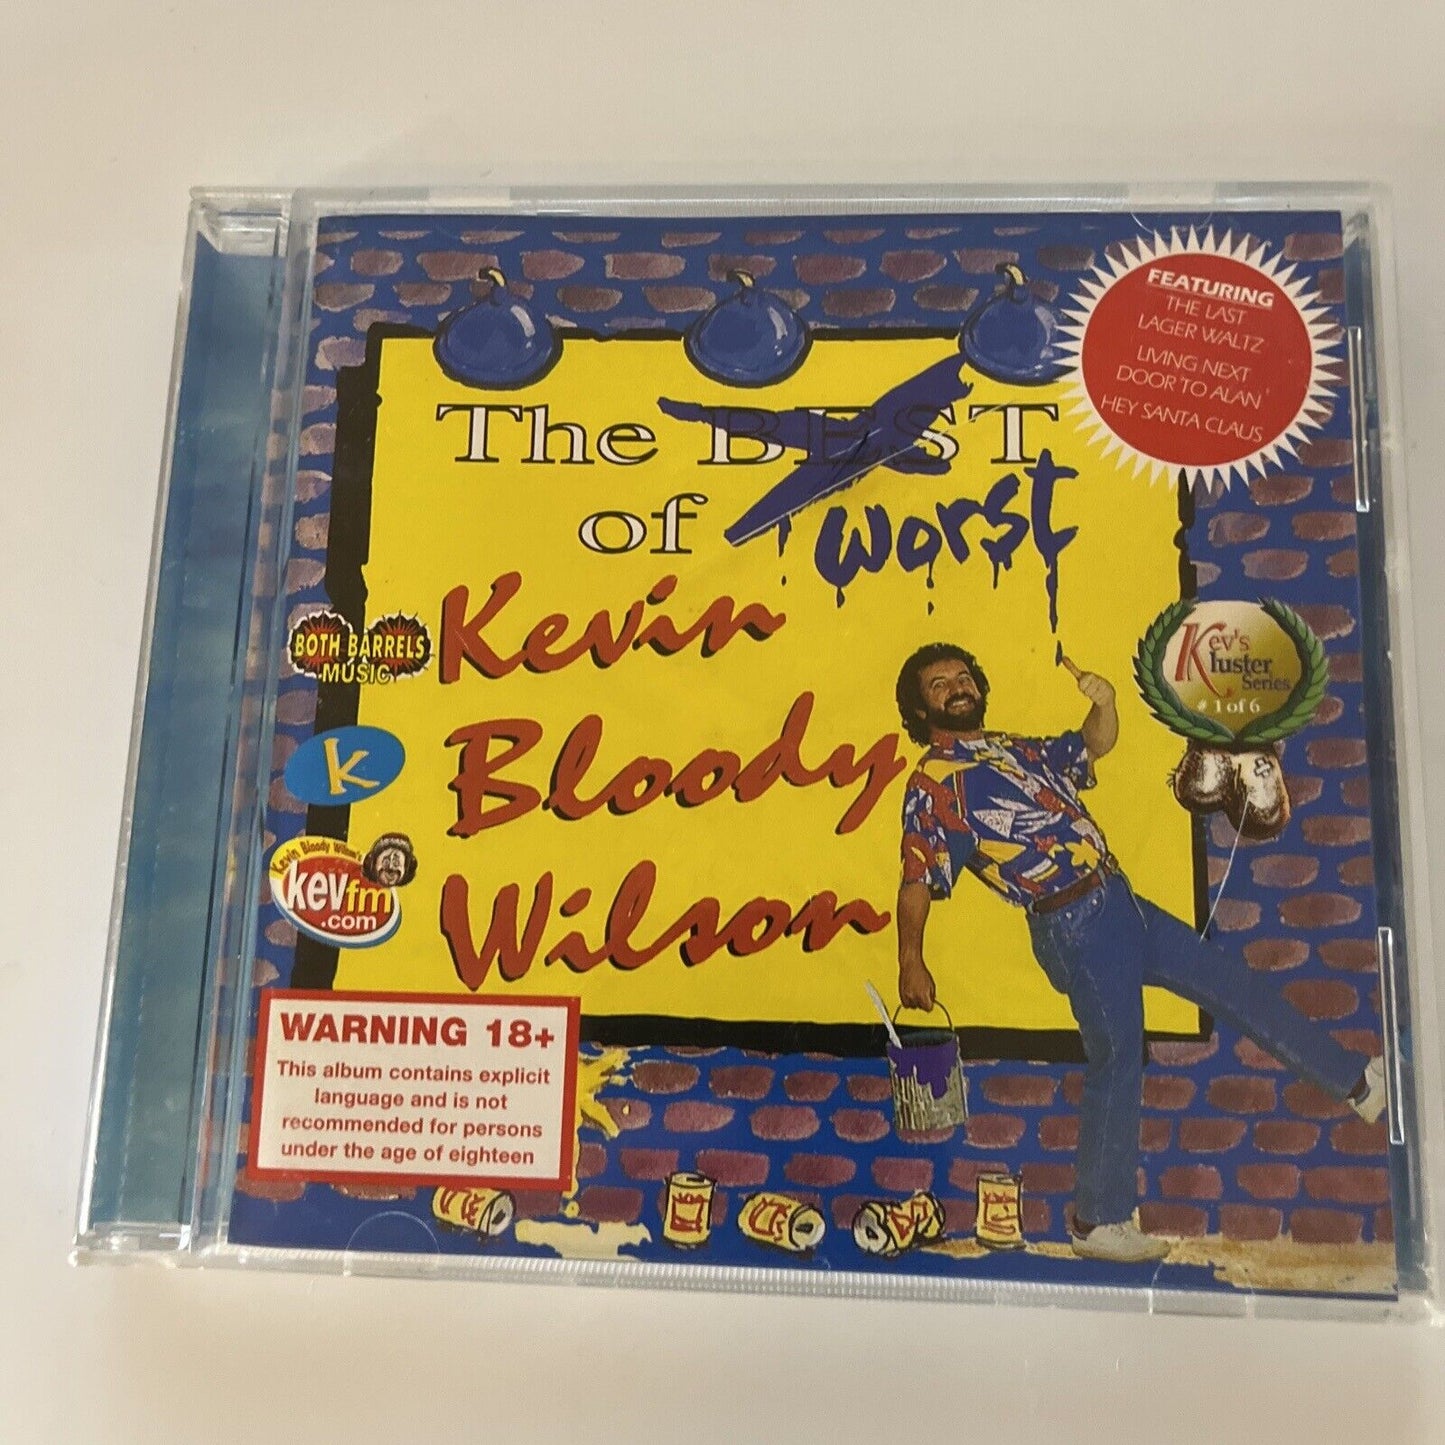 FEATURING
THE LAST
LAGER WALTZ
LIVING NEXT
DOOR TO ALAN
HEY SANTA CLAUS
The BEST
of worst
Kevin
Bloody
Wilson
BOTH BARRELS
MUSIC
K
Kevin Bloody Wilson's
kevfm
.com
Kev's
Kluster
Series
# 1 of 6
WARNING 18+
This album contains explicit
language and is not
recommended for persons
under the age of eighteen